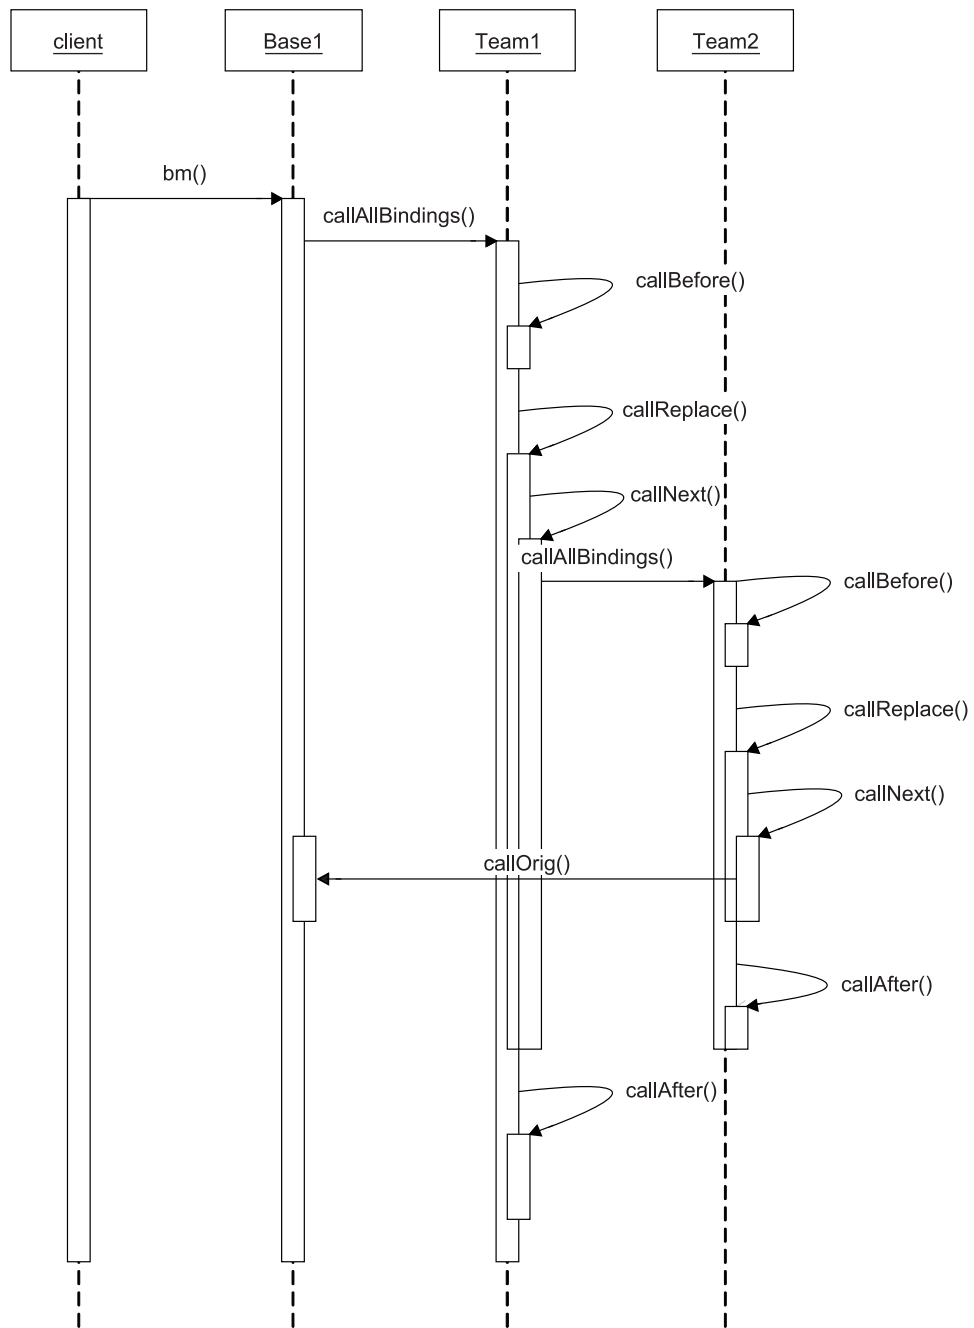 client
Base1
Team1
Team2
bm()
callAllBindings()
callBefore()
callReplace()
callNext()
callAllBindings()
callBefore()
callReplace()
callNext()
callOrig()
callAfter()
callAfter()